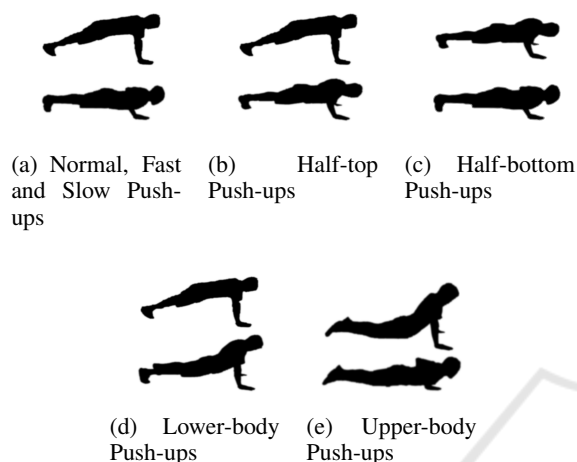 (a) Normal, Fast
and Slow Push-
ups
(b) Half-top
Push-ups
(c) Half-bottom
Push-ups
(d) Lower-body
Push-ups
(e) Upper-body
Push-ups